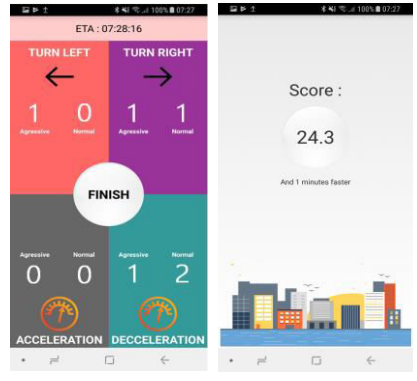 100% 07:27
ETA : 07:28:16
TURN LEFT
TURN RIGHT
1 0
Agressive Normal
1 1
Agressive Normal
FINISH
Agressive Normal
0 0
Agressive Normal
1 2
ACCELERATION
DECCELERATION
100% 07:27
Score :
24.3
And 1 minutes faster